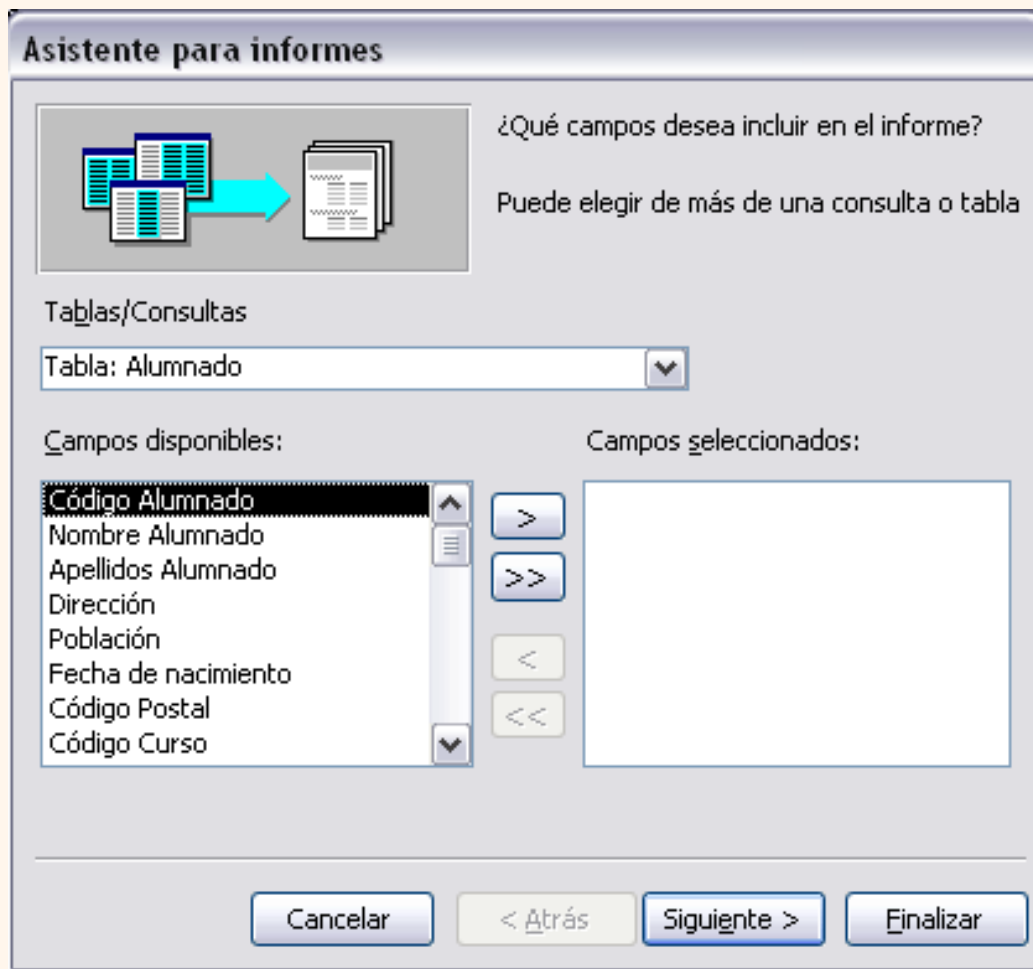 Asistente para informes
¿Qué campos desea incluir en el informe?
Puede elegir de más de una consulta o tabla
Tablas/Consultas
Tabla: Alumnado
Campos disponibles:
Campos seleccionados:
Código Alumnado
Nombre Alumnado
Apellidos Alumnado
Dirección
Población
Fecha de nacimiento
Código Postal
Código Curso
>
>>
<
<<
Cancelar
< Atrás
Siguiente >
Finalizar